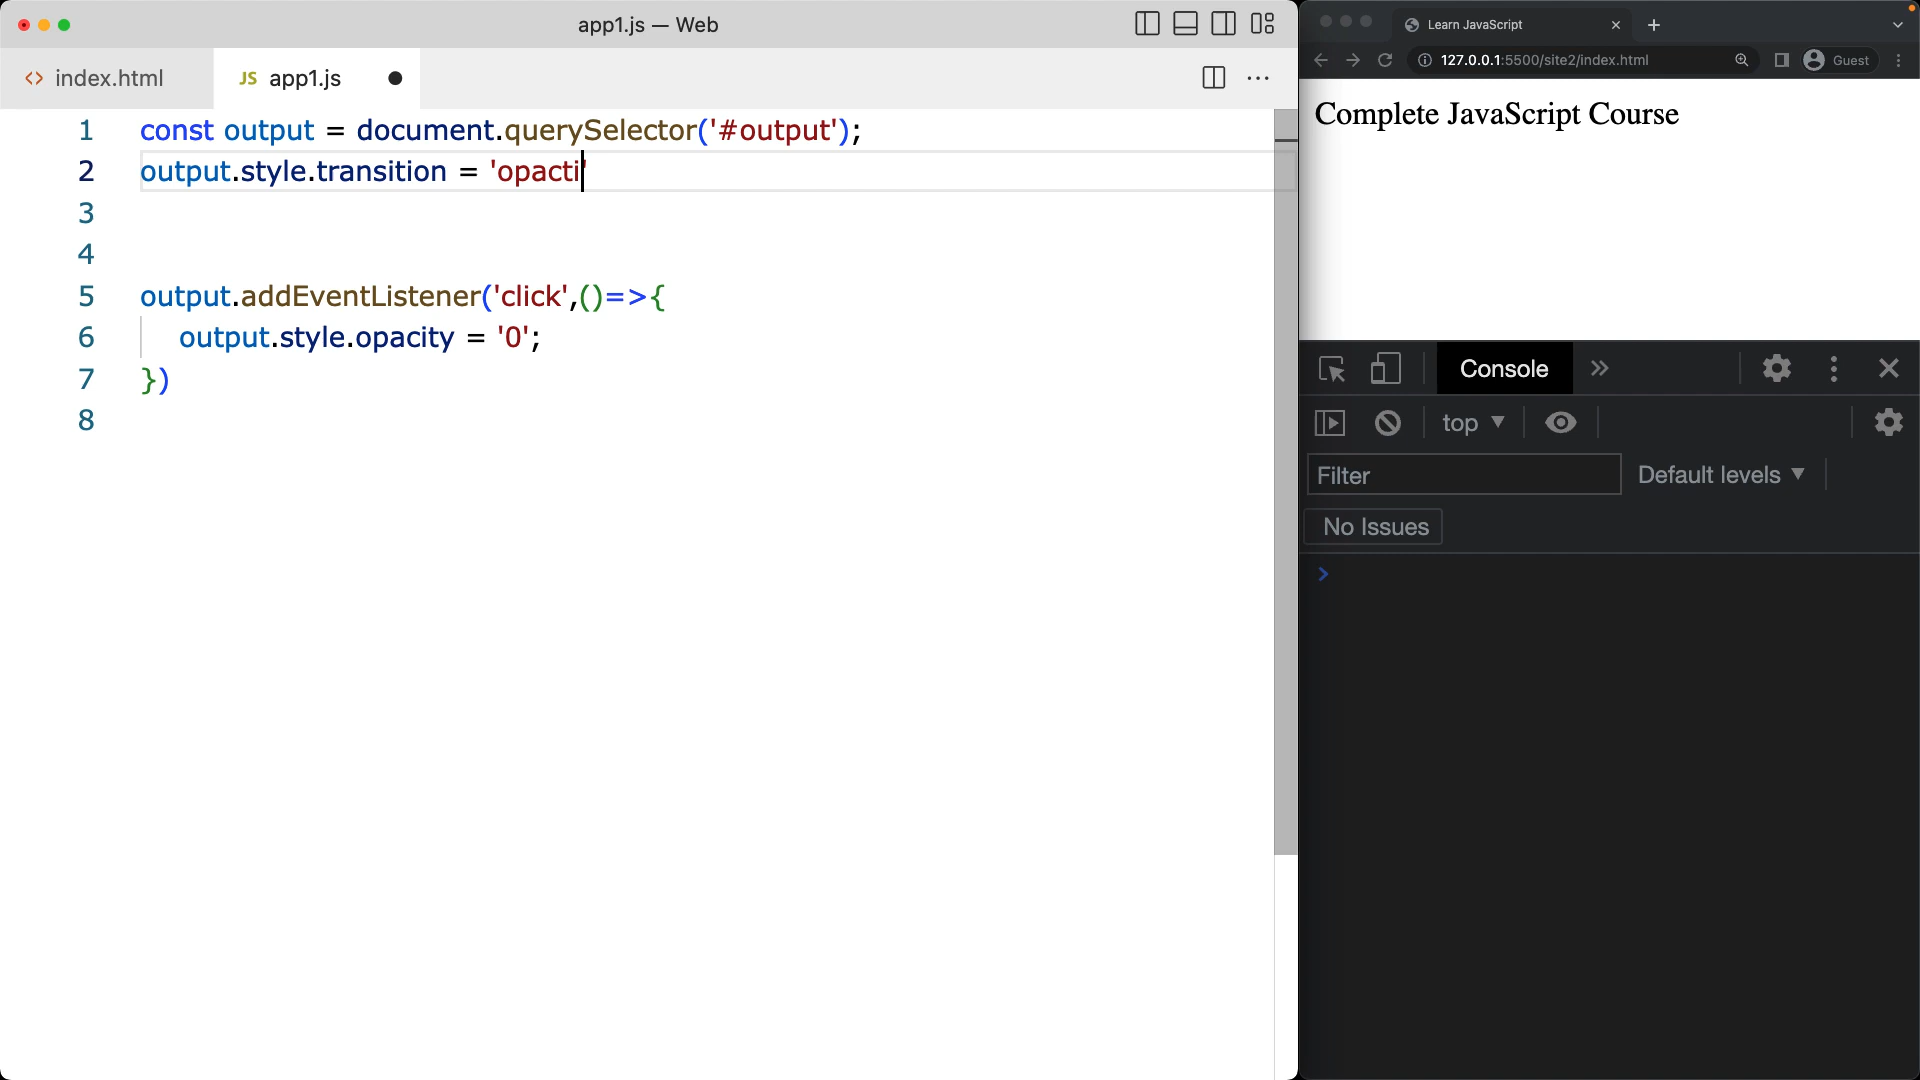 app1.js — Web
<> index.html
JS app1.js
1 const output = document.querySelector('#output');
2 output.style.transition = 'opacti'
3
4
5 output.addEventListener('click',()=>{
6 output.style.opacity = '0';
7 })
8
Learn JavaScript
127.0.0.1:5500/site2/index.html
Guest
Complete JavaScript Course
Console
top
Filter
Default levels
No Issues